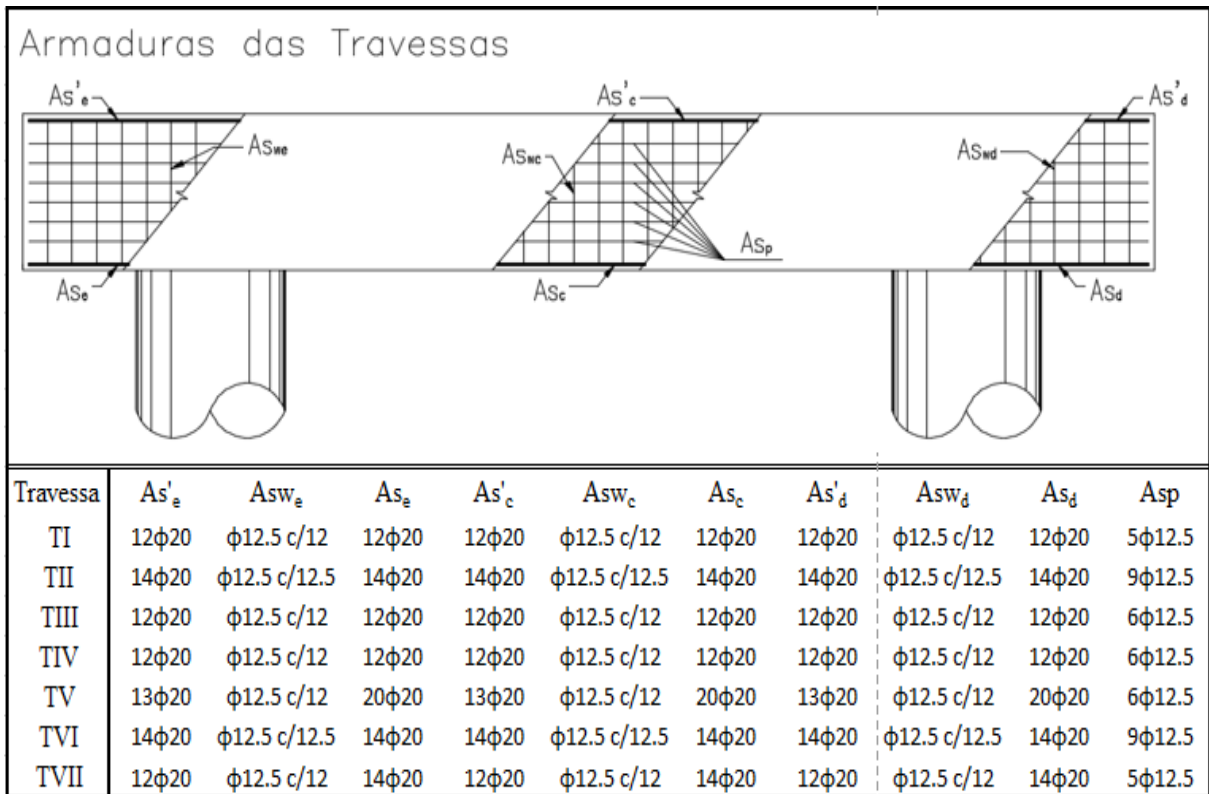 Armaduras das Travessas
As'e As'c As'd
Aswe Aswc Aswd
Asp
Ase Asc Asd
Travessa As'e Aswe Ase As'c Aswc Asc As'd Aswd Asd Asp
TI 12ϕ20 ϕ12.5 c/12 12ϕ20 12ϕ20 ϕ12.5 c/12 12ϕ20 12ϕ20 ϕ12.5 c/12 12ϕ20 5ϕ12.5
TII 14ϕ20 ϕ12.5 c/12.5 14ϕ20 14ϕ20 ϕ12.5 c/12.5 14ϕ20 14ϕ20 ϕ12.5 c/12.5 14ϕ20 9ϕ12.5
TIII 12ϕ20 ϕ12.5 c/12 12ϕ20 12ϕ20 ϕ12.5 c/12 12ϕ20 12ϕ20 ϕ12.5 c/12 12ϕ20 6ϕ12.5
TIV 12ϕ20 ϕ12.5 c/12 12ϕ20 12ϕ20 ϕ12.5 c/12 12ϕ20 12ϕ20 ϕ12.5 c/12 12ϕ20 6ϕ12.5
TV 13ϕ20 ϕ12.5 c/12 20ϕ20 13ϕ20 ϕ12.5 c/12 20ϕ20 13ϕ20 ϕ12.5 c/12 20ϕ20 6ϕ12.5
TVI 14ϕ20 ϕ12.5 c/12.5 14ϕ20 14ϕ20 ϕ12.5 c/12.5 14ϕ20 14ϕ20 ϕ12.5 c/12.5 14ϕ20 9ϕ12.5
TVII 12ϕ20 ϕ12.5 c/12 14ϕ20 12ϕ20 ϕ12.5 c/12 14ϕ20 12ϕ20 ϕ12.5 c/12 14ϕ20 5ϕ12.5